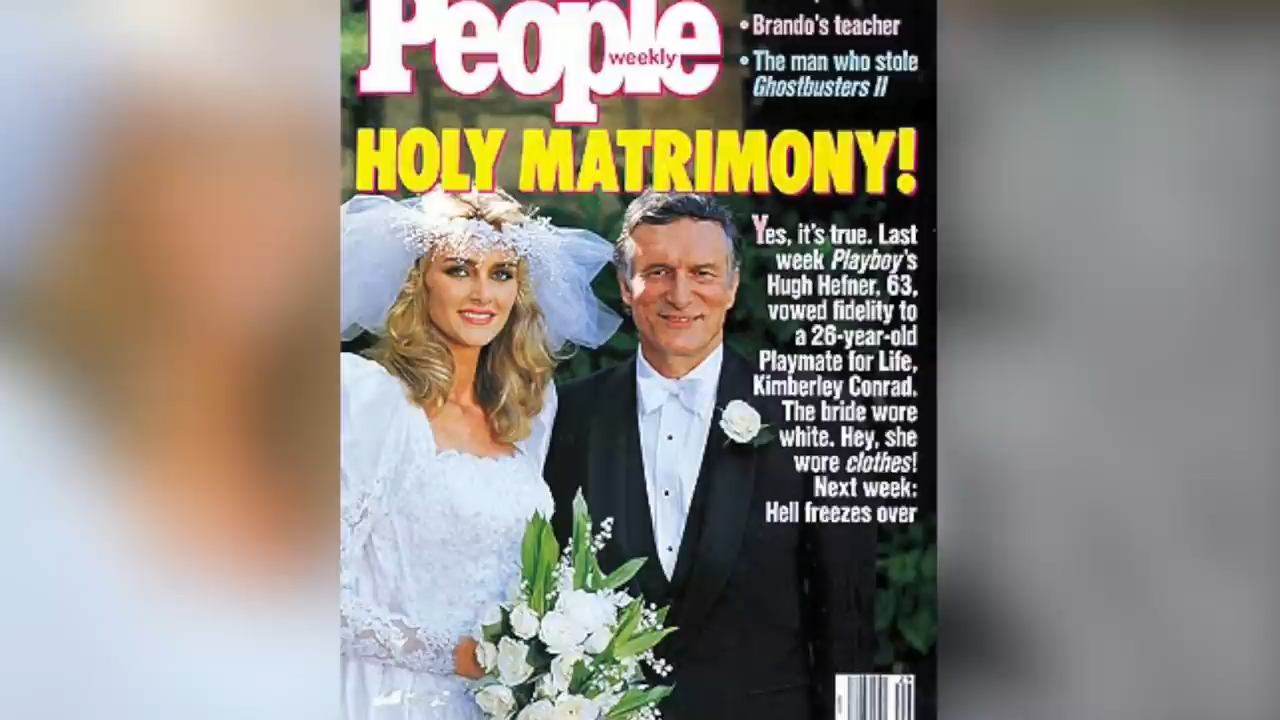 People
weekly
• Brando's teacher
• The man who stole
Ghostbusters II
HOLY MATRIMONY!
Yes, it's true. Last
week Playboy's
Hugh Hefner, 63,
vowed fidelity to
a 26-year-old
Playmate for Life,
Kimberley Conrad.
The bride wore
white. Hey, she
wore clothes!
Next week:
Hell freezes over